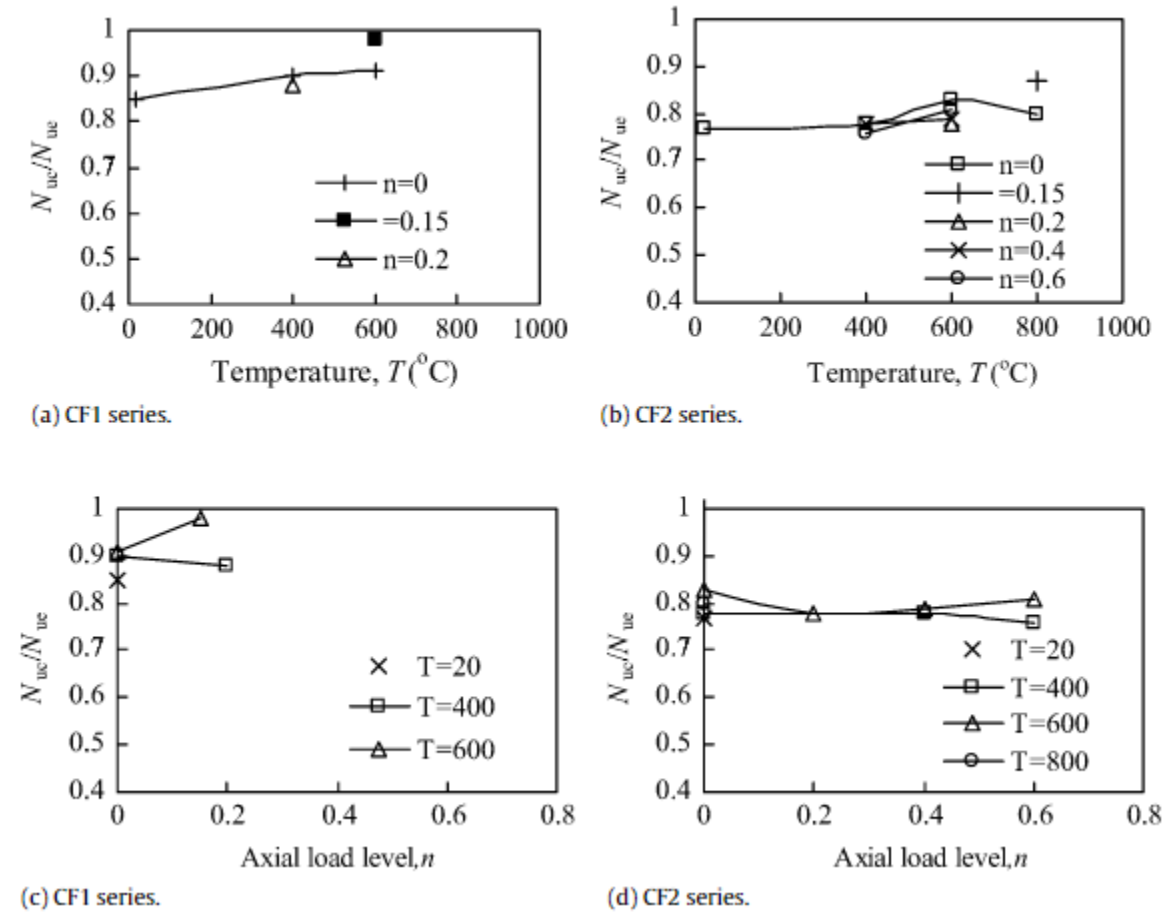 1
0.9
0.8
0.7
0.6
0.5
0.4
N_uc/N_ue
n=0
=0.15
n=0.2
0 200 400 600 800 1000
Temperature, T(°C)
(a) CF1 series.
1
0.9
0.8
0.7
0.6
0.5
0.4
N_uc/N_ue
n=0
=0.15
n=0.2
n=0.4
n=0.6
0 200 400 600 800 1000
Temperature, T(°C)
(b) CF2 series.
1
0.9
0.8
0.7
0.6
0.5
0.4
N_uc/N_ue
T=20
T=400
T=600
0 0.2 0.4 0.6 0.8
Axial load level,n
(c) CF1 series.
1
0.9
0.8
0.7
0.6
0.5
0.4
N_uc/N_ue
T=20
T=400
T=600
T=800
0 0.2 0.4 0.6 0.8
Axial load level,n
(d) CF2 series.